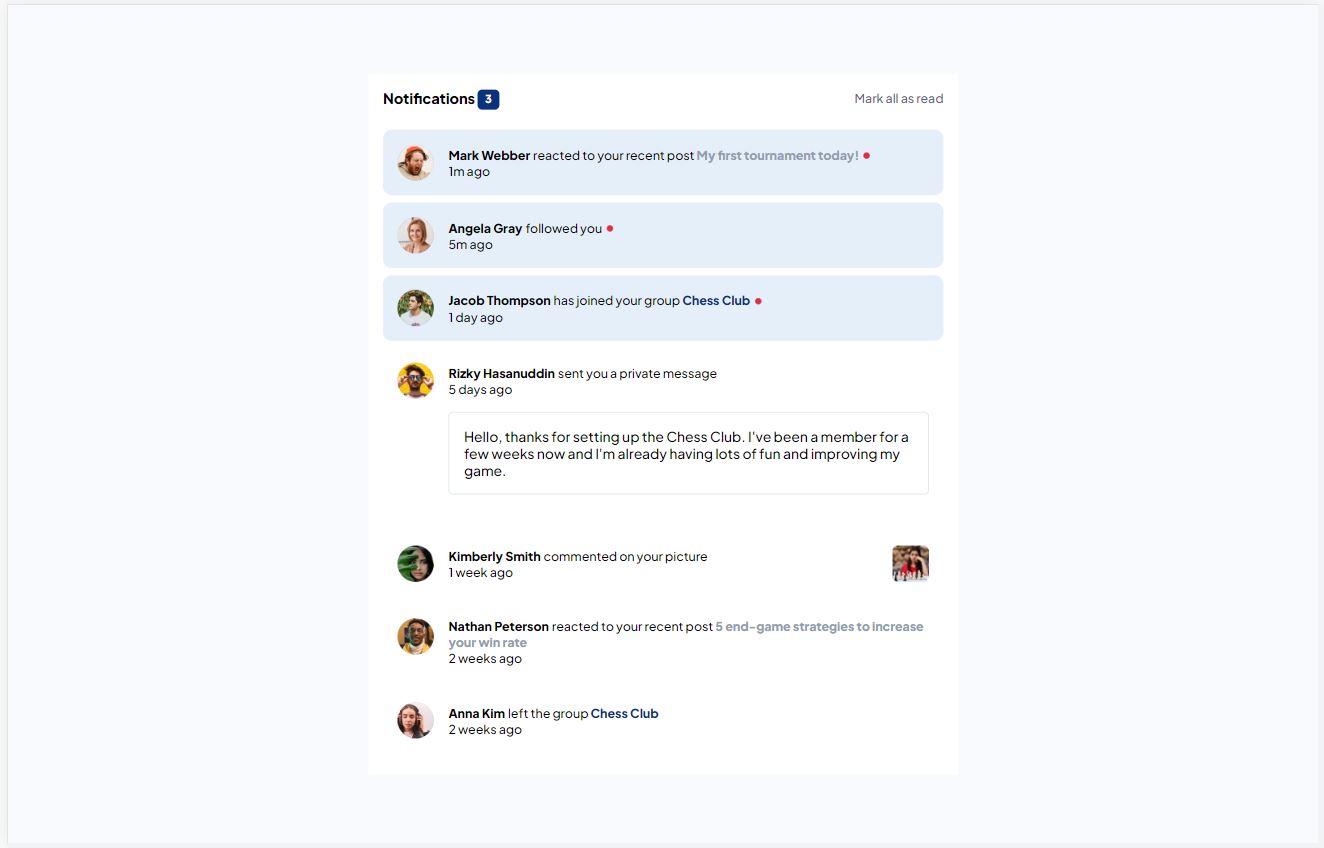 Notifications 3
Mark all as read
Mark Webber reacted to your recent post My first tournament today!
1m ago
Angela Gray followed you
5m ago
Jacob Thompson has joined your group Chess Club
1 day ago
Rizky Hasanuddin sent you a private message
5 days ago
Hello, thanks for setting up the Chess Club. I've been a member for a
few weeks now and I'm already having lots of fun and improving my
game.
Kimberly Smith commented on your picture
1 week ago
Nathan Peterson reacted to your recent post 5 end-game strategies to increase
your win rate
2 weeks ago
Anna Kim left the group Chess Club
2 weeks ago